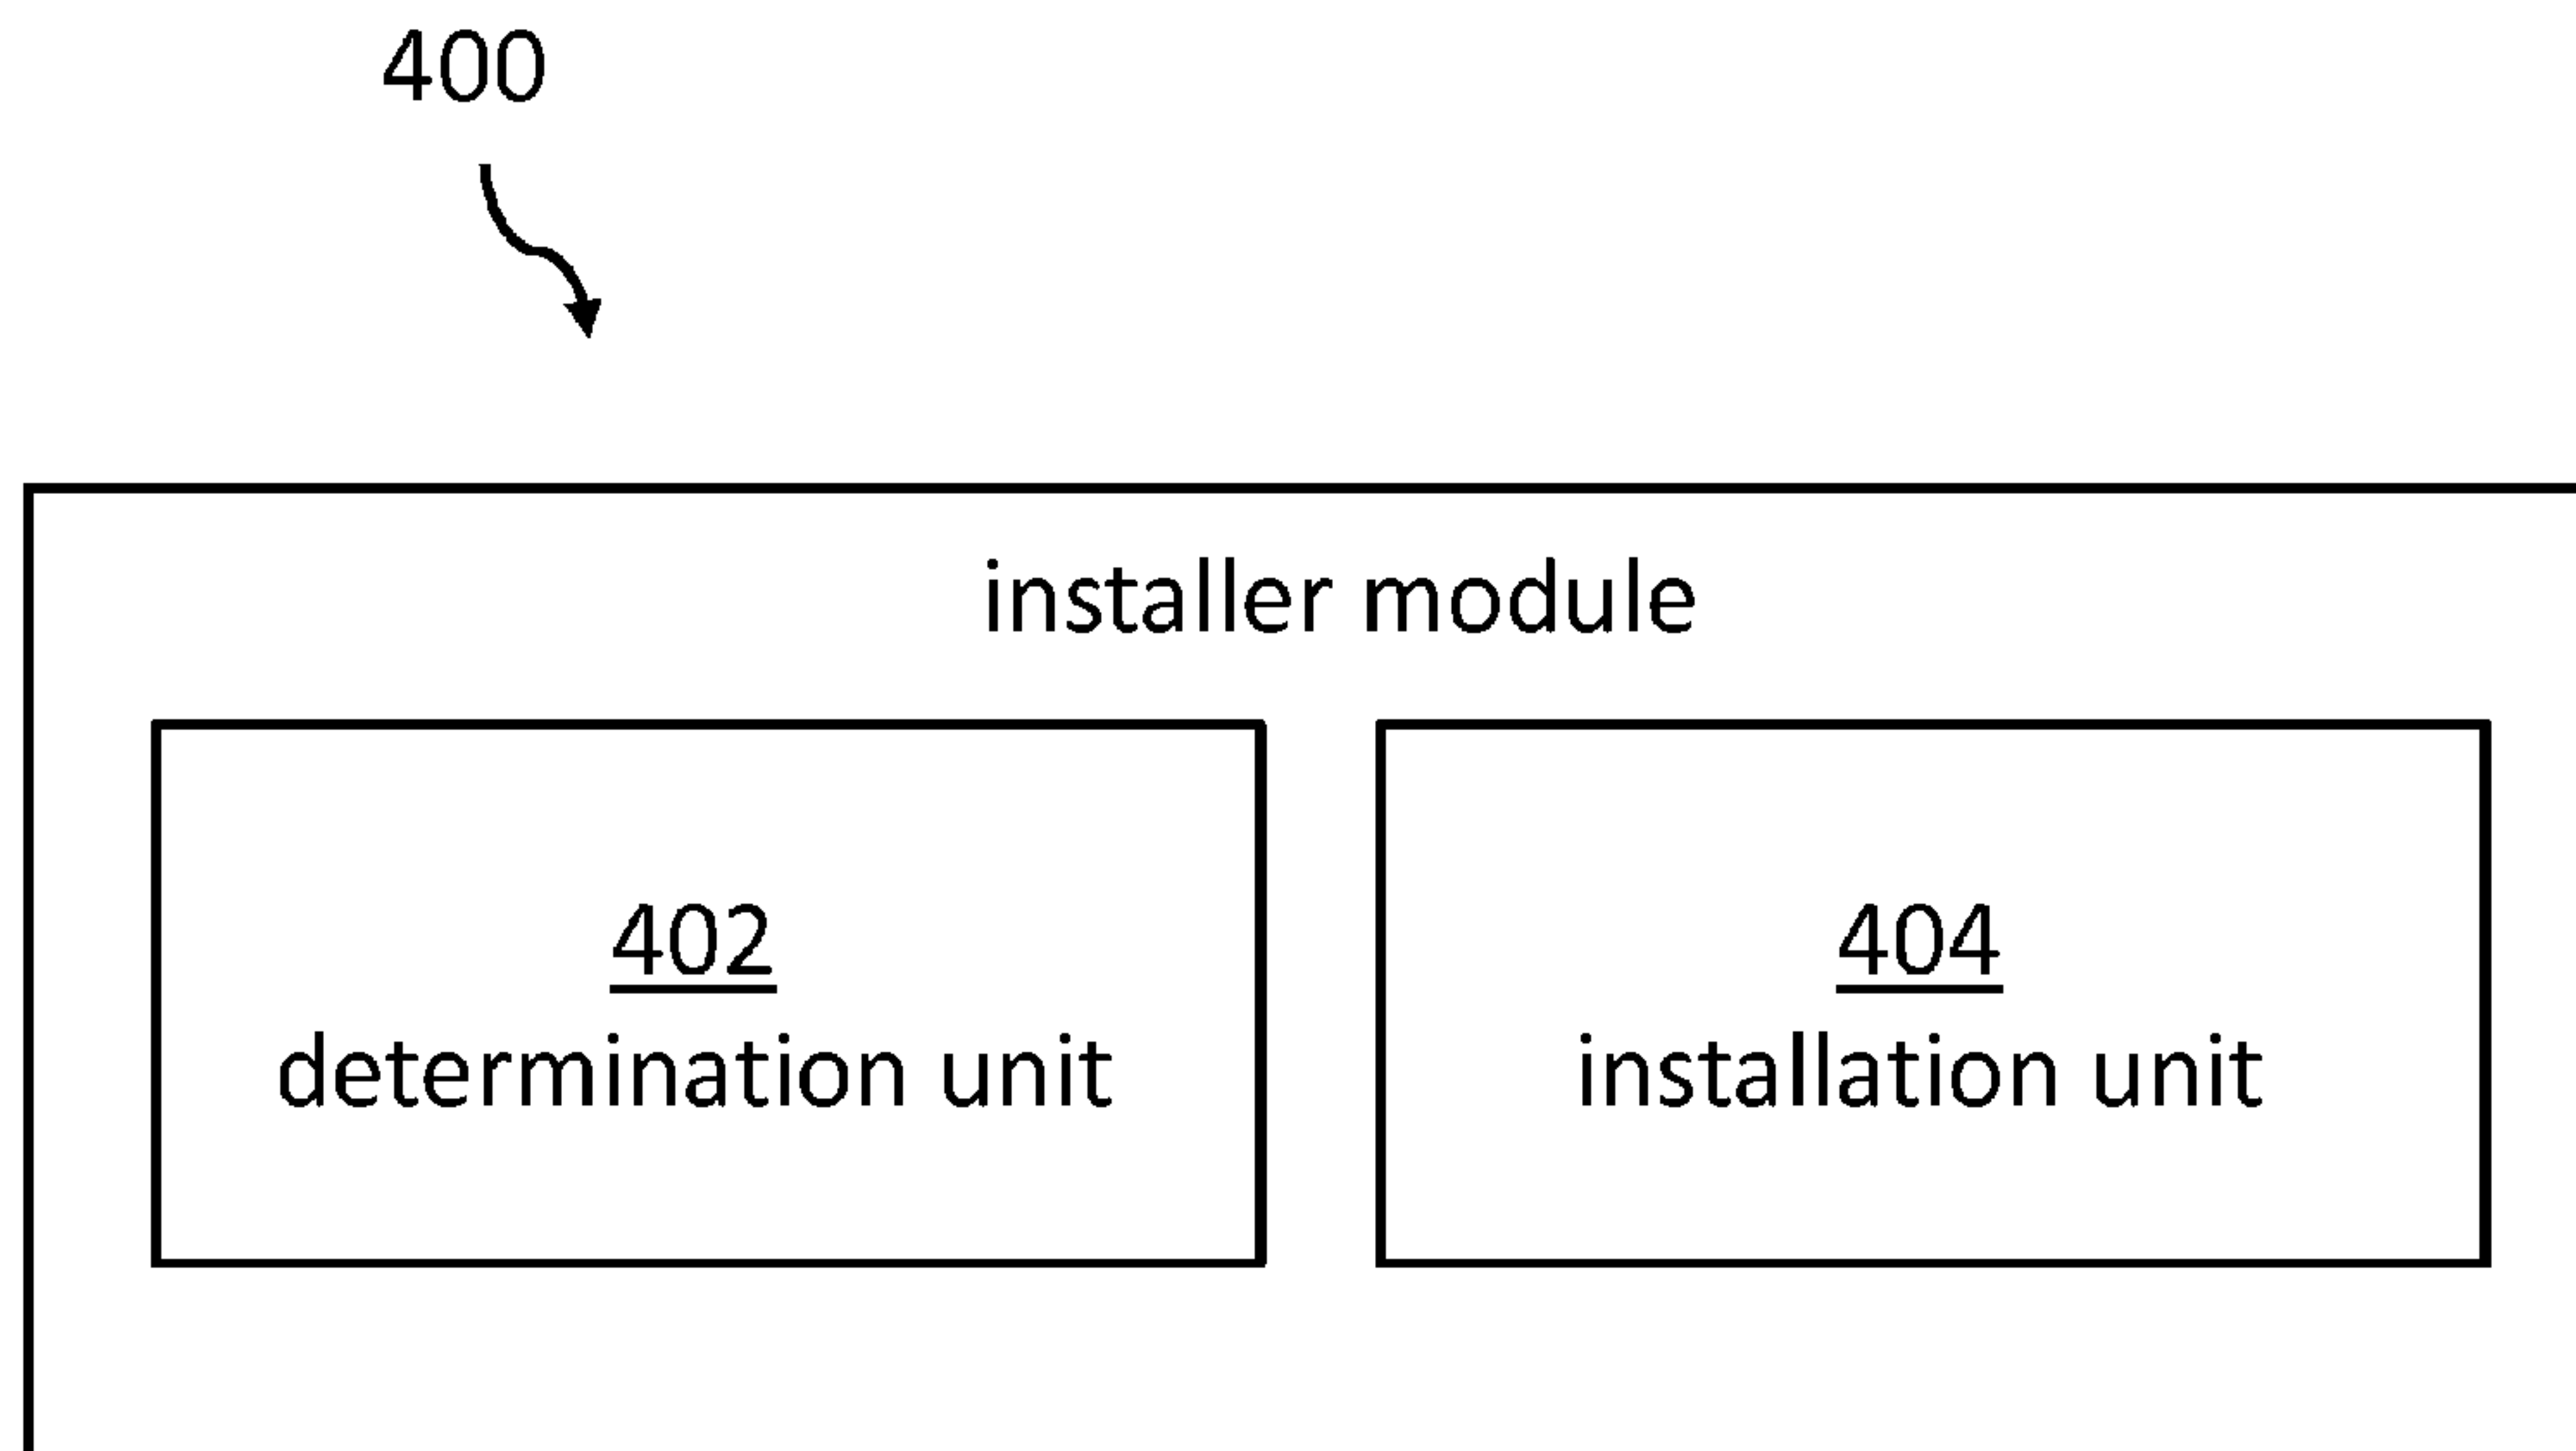 400
installer module
402
determination unit
404
installation unit